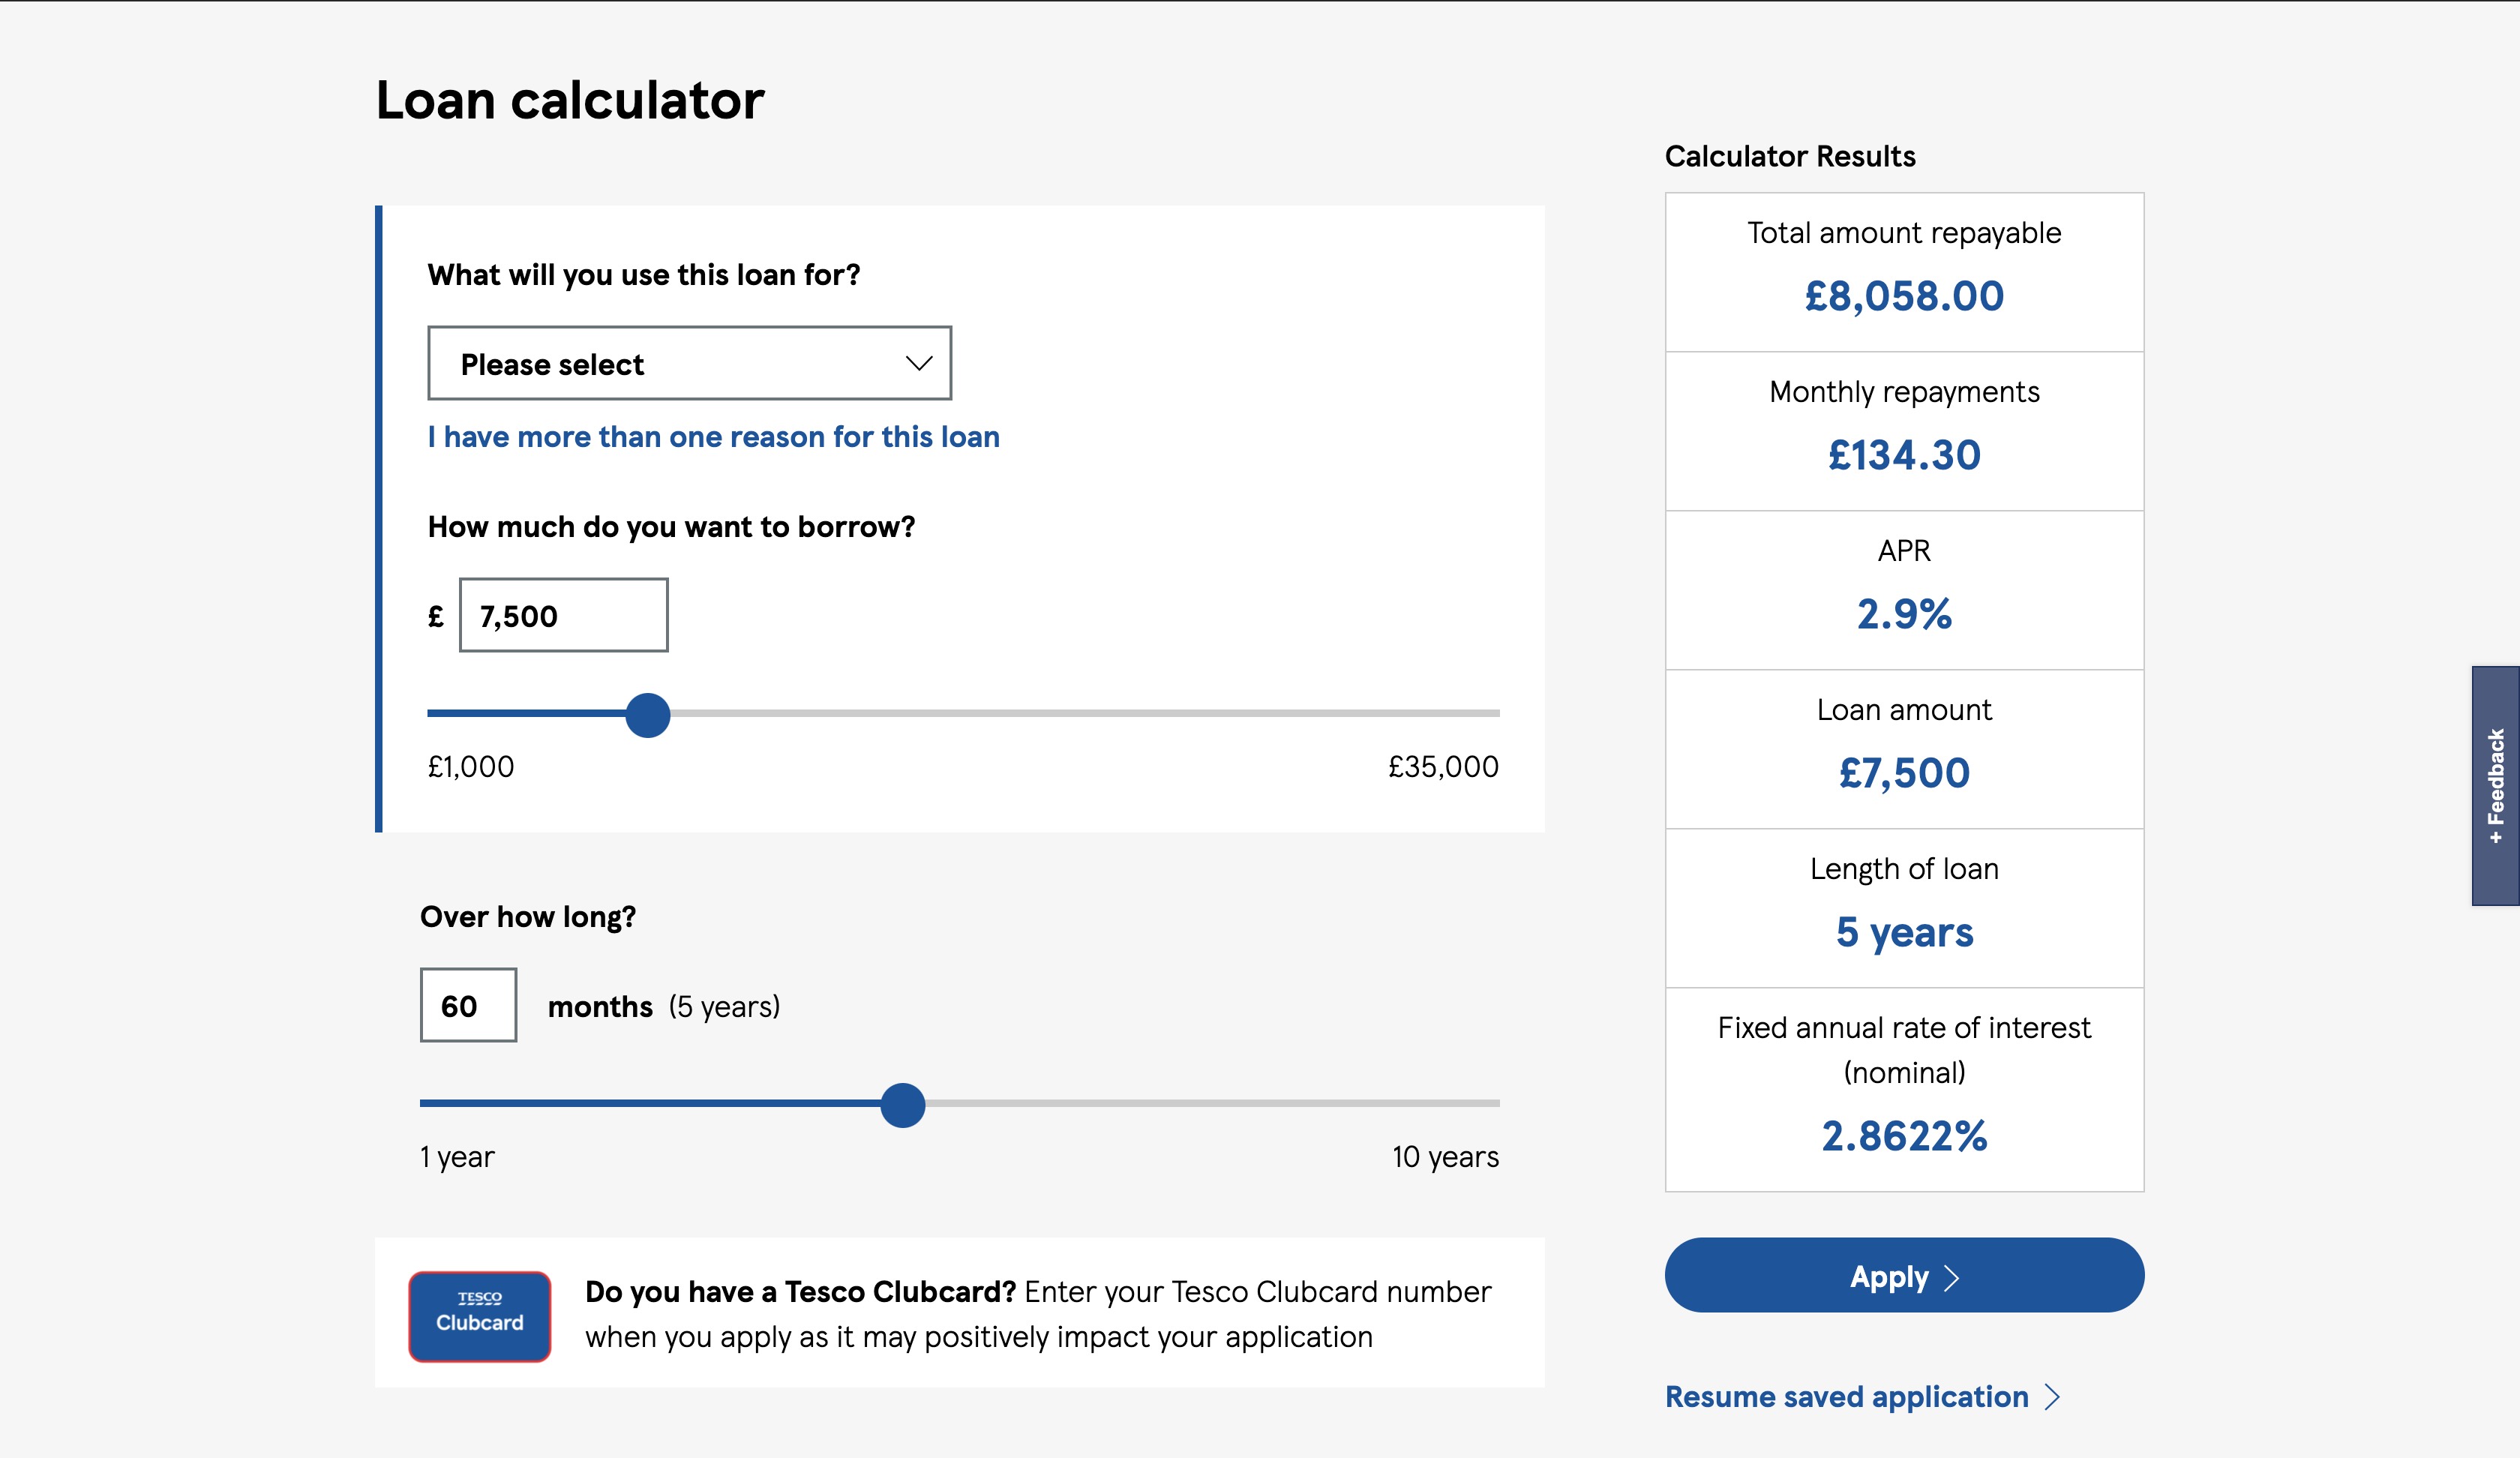 Loan calculator
What will you use this loan for?
Please select
I have more than one reason for this loan
How much do you want to borrow?
£ 7,500
£1,000 £35,000
Over how long?
60 months (5 years)
1 year 10 years
TESCO
Clubcard
Do you have a Tesco Clubcard? Enter your Tesco Clubcard number
when you apply as it may positively impact your application
Calculator Results
Total amount repayable
£8,058.00
Monthly repayments
£134.30
APR
2.9%
Loan amount
£7,500
Length of loan
5 years
Fixed annual rate of interest
(nominal)
2.8622%
Apply
Resume saved application
+ Feedback